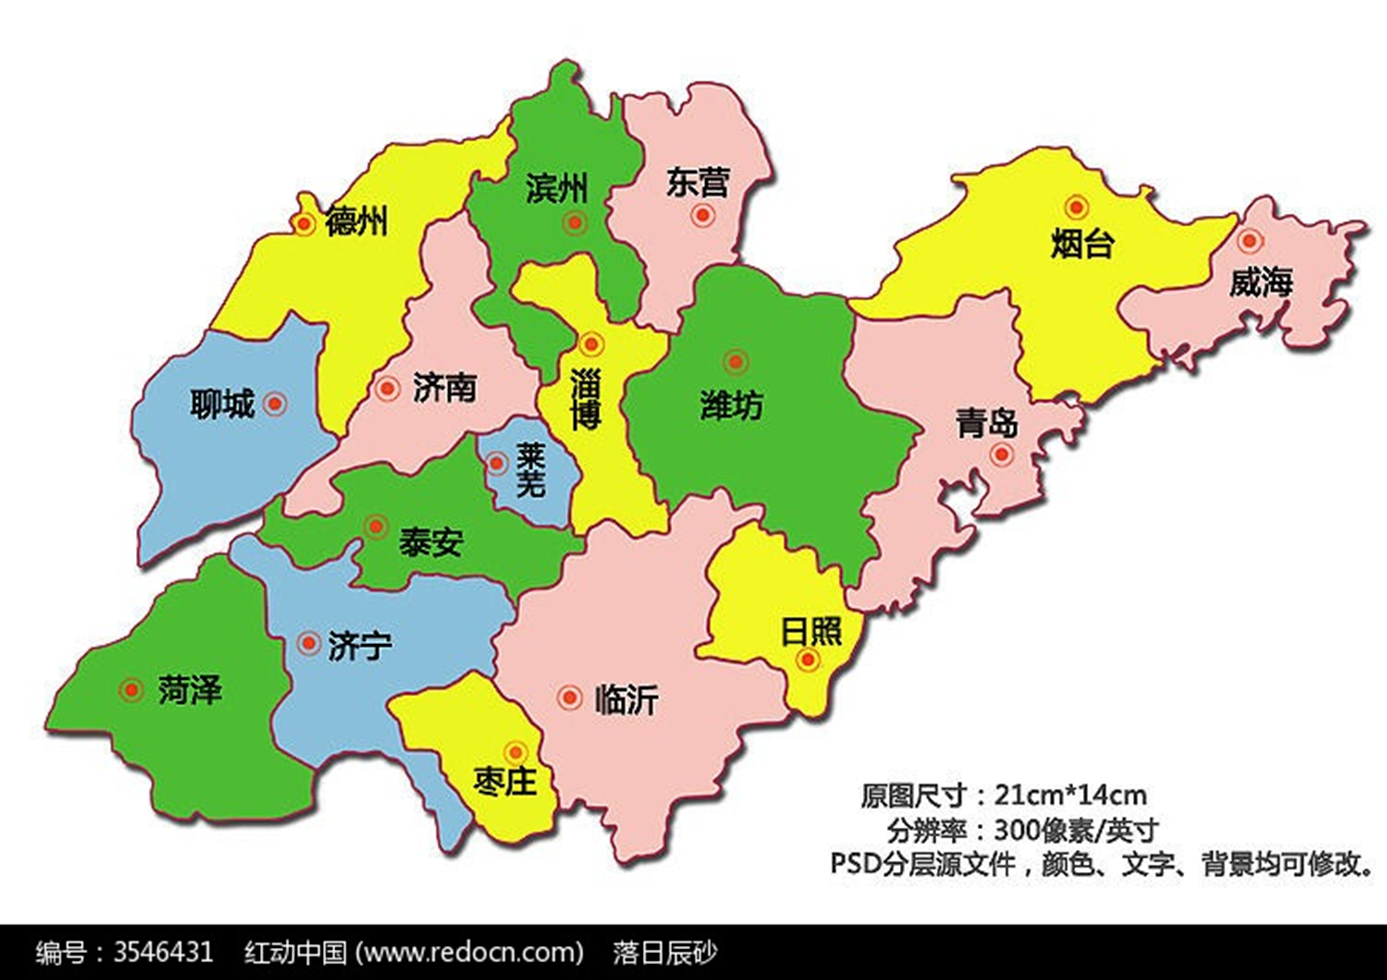 滨州
东营
德州
烟台
威海
聊城
济南
淄博
潍坊
青岛
莱芜
泰安
济宁
日照
菏泽
临沂
枣庄
原图尺寸：21cm*14cm
分辨率：300像素/英寸
PSD分层源文件，颜色、文字、背景均可修改。
编号：3546431 红动中国 (www.redocn.com) 落日辰砂